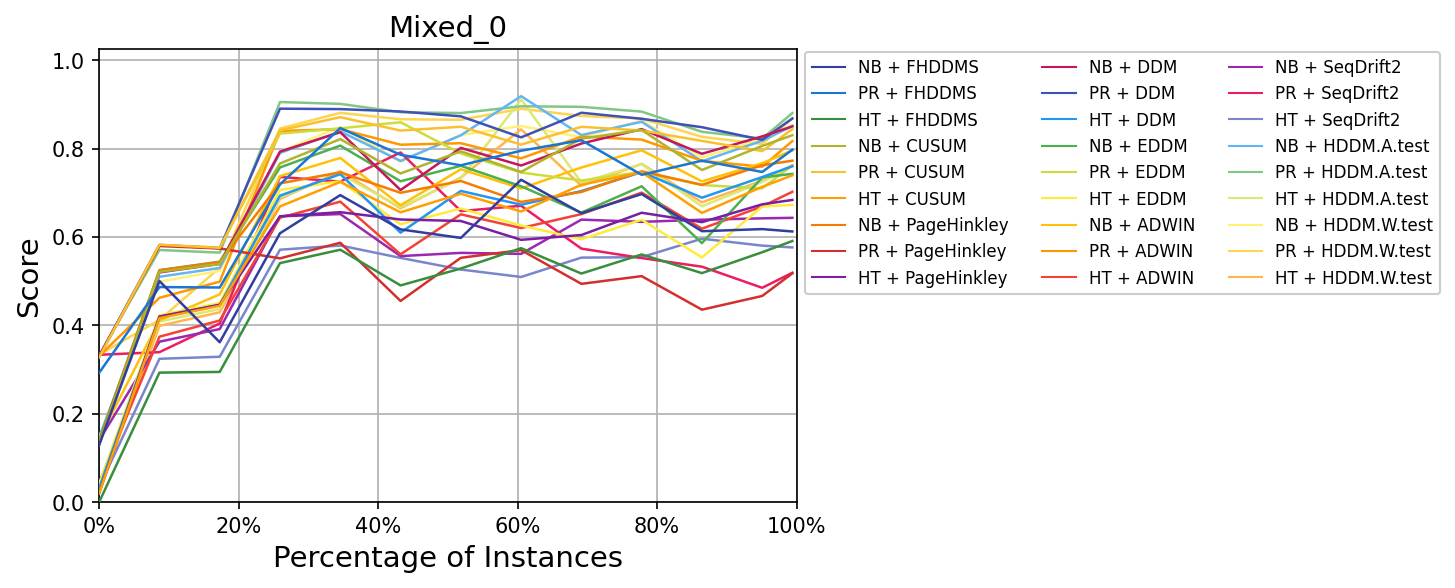 Mixed_0
Score
1.0
0.8
0.6
0.4
0.2
0.0
0% 20% 40% 60% 80% 100%
Percentage of Instances
NB + FHDDMS
PR + FHDDMS
HT + FHDDMS
NB + CUSUM
PR + CUSUM
HT + CUSUM
NB + PageHinkley
PR + PageHinkley
HT + PageHinkley
NB + DDM
PR + DDM
HT + DDM
NB + EDDM
PR + EDDM
HT + EDDM
NB + ADWIN
PR + ADWIN
HT + ADWIN
NB + SeqDrift2
PR + SeqDrift2
HT + SeqDrift2
NB + HDDM.A.test
PR + HDDM.A.test
HT + HDDM.A.test
NB + HDDM.W.test
PR + HDDM.W.test
HT + HDDM.W.test